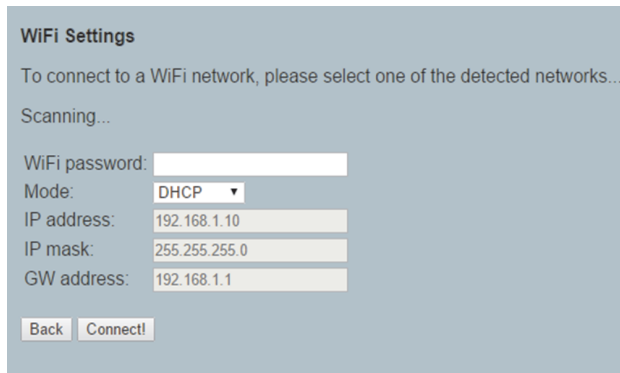 WiFi Settings
To connect to a WiFi network, please select one of the detected networks...
Scanning...
WiFi password:
Mode: DHCP
IP address: 192.168.1.10
IP mask: 255.255.255.0
GW address: 192.168.1.1
Back Connect!